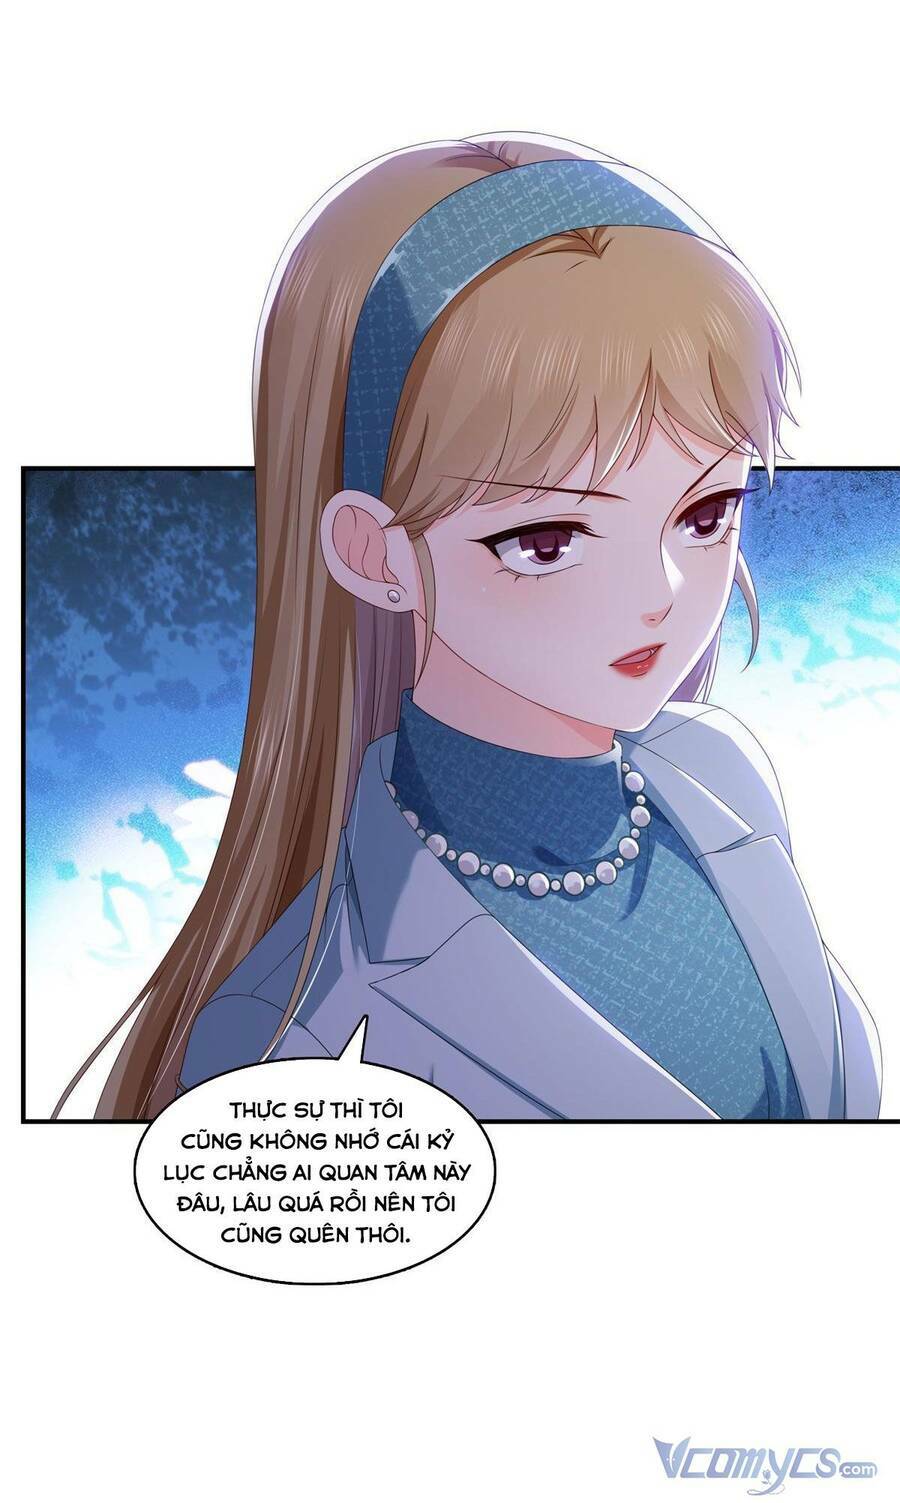 THỰC SỰ THÌ TÔI
CŨNG KHÔNG NHỚ CÁI KỶ
LỤC CHẲNG AI QUAN TÂM NÀY
ĐÂU, LÂU QUÁ RỒI NÊN TÔI
CŨNG QUÊN THÔI.
VCOMYCS.com